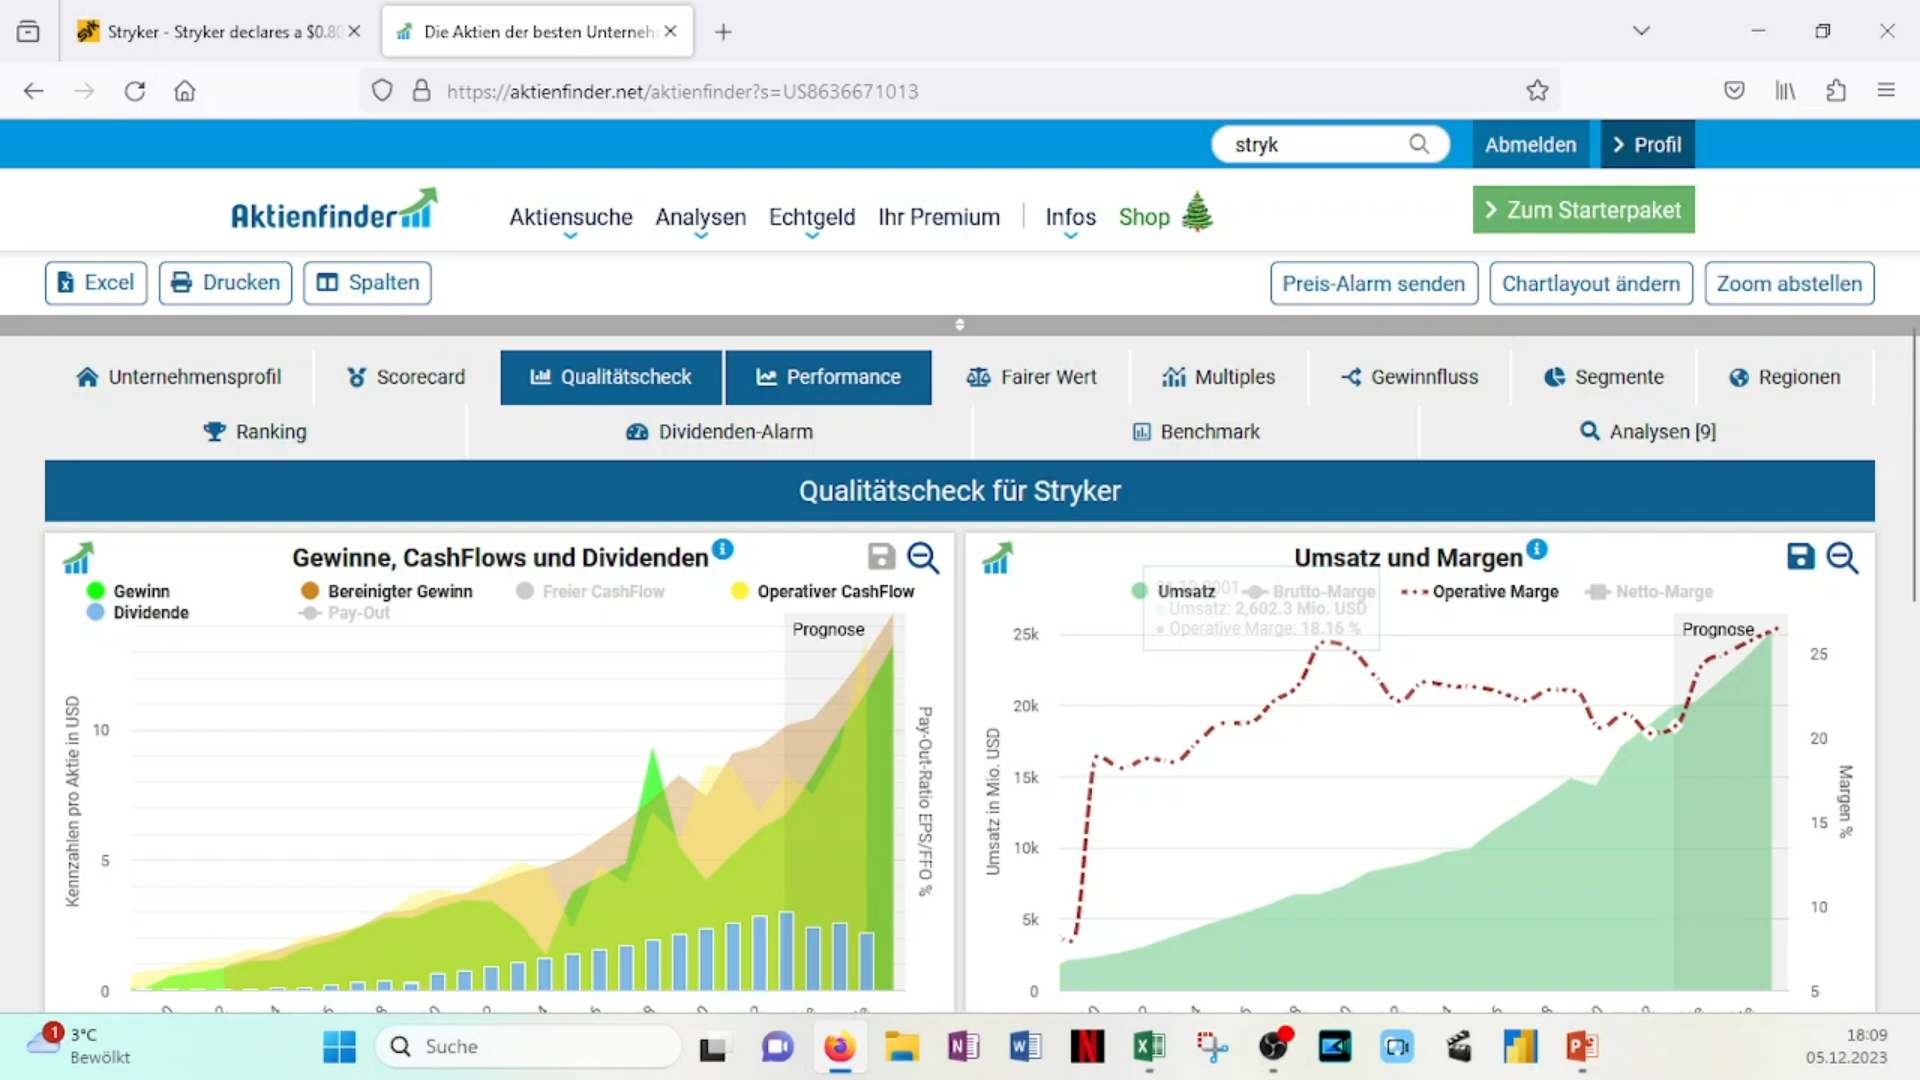 Stryker - Stryker declares a $0.80
Die Aktien der besten Unterneh
https://aktienfinder.net/aktienfinder?s=US8636671013
stryk
Abmelden
Profil
Aktienfinder
Aktiensuche
Analysen
Echtgeld
Ihr Premium
Infos
Shop
Zum Starterpaket
Excel
Drucken
Spalten
Preis-Alarm senden
Chartlayout ändern
Zoom abstellen
Unternehmensprofil
Scorecard
Qualitätscheck
Performance
Fairer Wert
Multiples
Gewinnfluss
Segmente
Regionen
Ranking
Dividenden-Alarm
Benchmark
Analysen [9]
Qualitätscheck für Stryker
Gewinne, CashFlows und Dividenden
Gewinn
Bereinigter Gewinn
Freier CashFlow
Operativer CashFlow
Dividende
Pay-Out
Prognose
Kennzahlen pro Aktie in USD
10
5
0
Pay-Out-Ratio EPS/FFO %
Umsatz und Margen
Umsatz
Brutto-Marge
Operative Marge
Netto-Marge
Umsatz: 2,602.3 Mio. USD
Operative Marge: 18.16 %
Prognose
Umsatz in Mio. USD
25k
20k
15k
10k
5k
0
25
20
15
10
5
Margen %
1
3°C
Bewölkt
Suche
18:09
05.12.2023